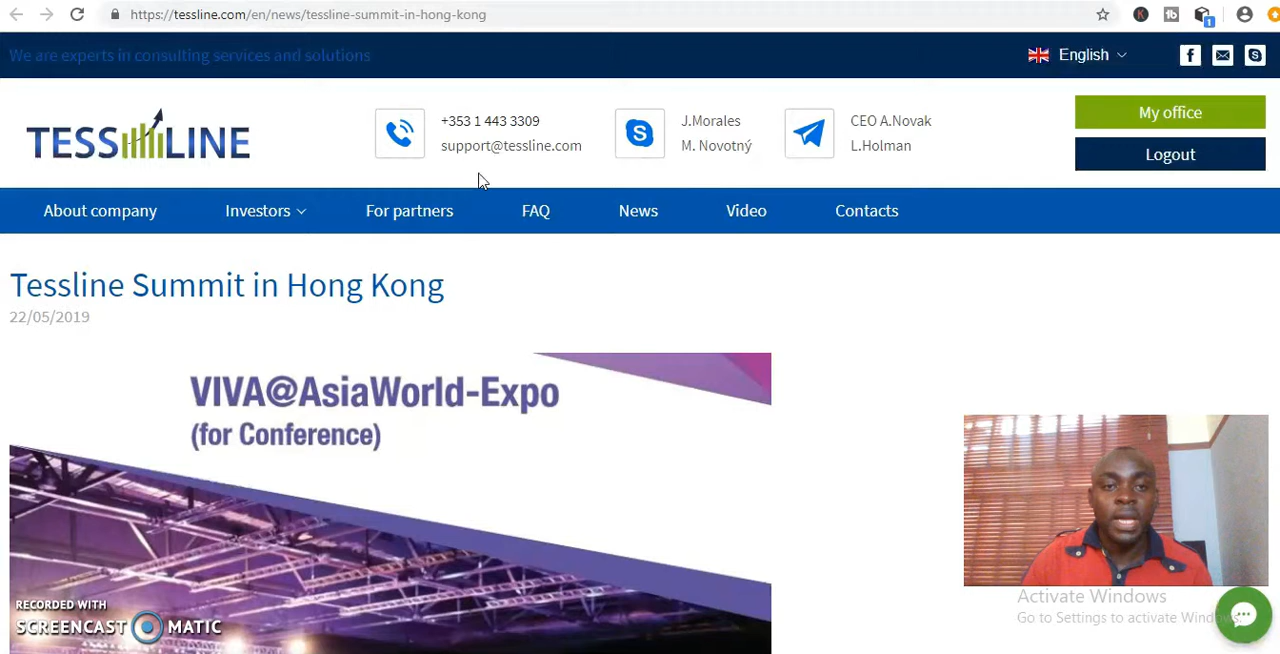 https://tessline.com/en/news/tessline-summit-in-hong-kong
We are experts in consulting services and solutions
English
TESSLINE
+353 1 443 3309
support@tessline.com
J.Morales
M. Novotný
CEO A.Novak
L.Holman
My office
Logout
About company
Investors
For partners
FAQ
News
Video
Contacts
Tessline Summit in Hong Kong
22/05/2019
VIVA@AsiaWorld-Expo
(for Conference)
RECORDED WITH
SCREENCAST MATIC
Activate Windows
Go to Settings to activate Windows.